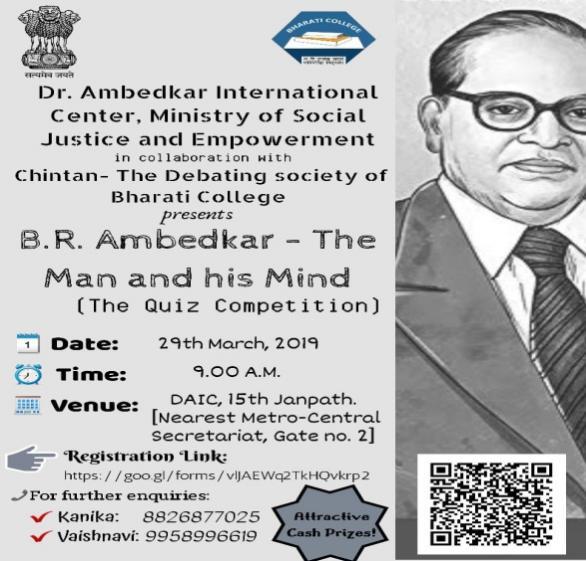 सत्यमेव जयते
BHARATI COLLEGE
Dr. Ambedkar International
Center, Ministry of Social
Justice and Empowerment
in collaboration with
Chintan- The Debating society of
Bharati College
presents
B.R. Ambedkar - The
Man and his Mind
(The Quiz Competition)
1 Date: 29th March, 2019
Time: 9.00 A.M.
Venue: DAIC, 15th Janpath.
[Nearest Metro-Central
Secretariat, Gate no. 2]
Registration Link:
https://goo.gl/forms/vlJAEWq2TkHQvkrp2
For further enquiries:
Kanika: 8826877025
Vaishnavi: 9958996619
Attractive
Cash Prizes!